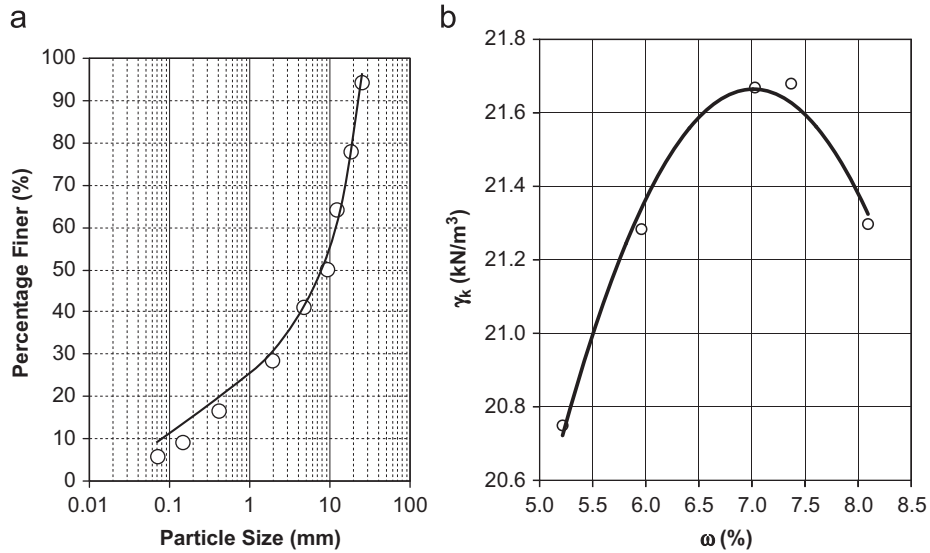 a
Percentage Finer (%)
100
90
80
70
60
50
40
30
20
10
0
0.01 0.1 1 10 100
Particle Size (mm)
b
γk (kN/m³)
21.8
21.6
21.4
21.2
21.0
20.8
20.6
5.0 5.5 6.0 6.5 7.0 7.5 8.0 8.5
ω (%)